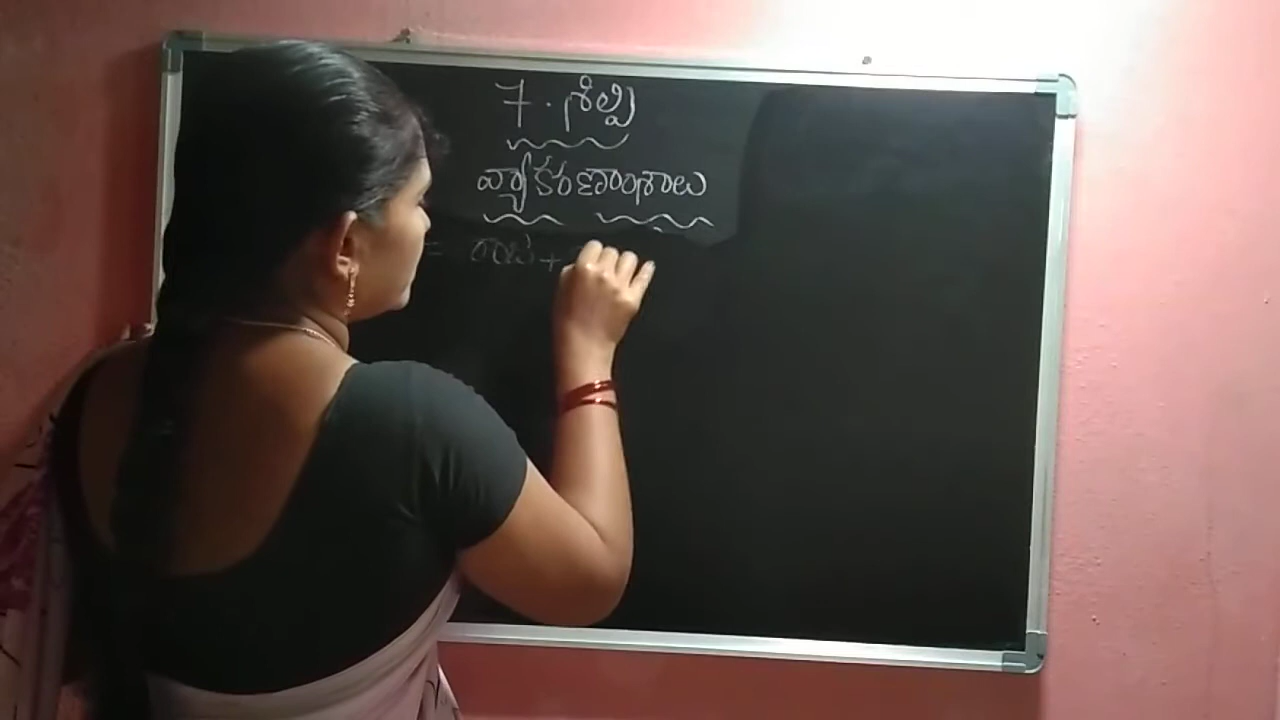 7. శిల్పి
వ్యాకరణాంశాలు
= రాజ +